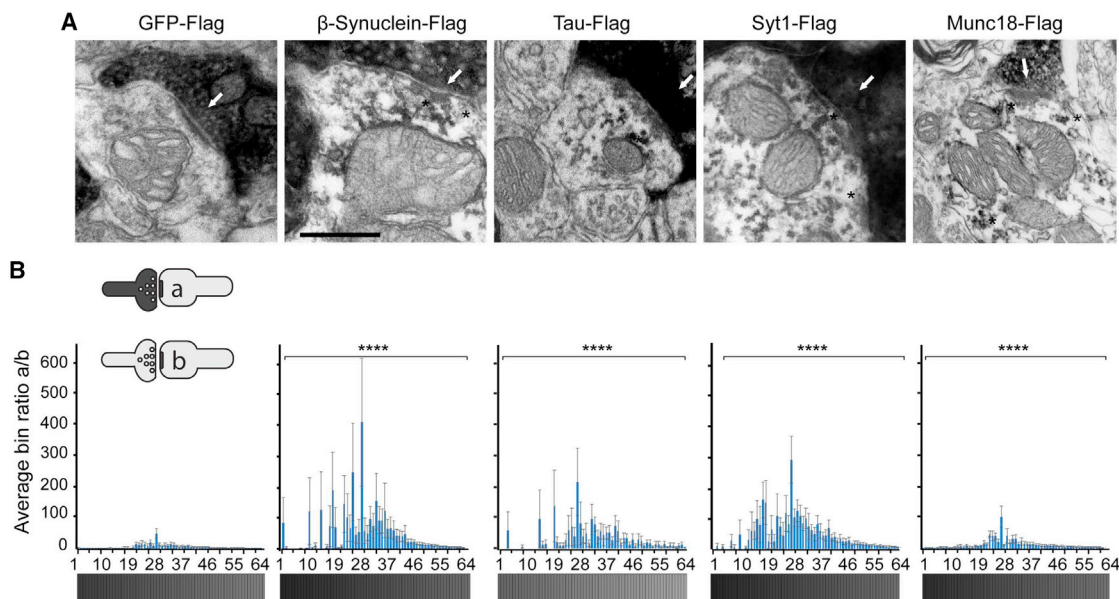 A
GFP-Flag β-Synuclein-Flag Tau-Flag Syt1-Flag Munc18-Flag
* * * * * * *
B
a
b
**** **** **** ****
Average bin ratio a/b
600
500
400
300
200
100
0
1 10 19 28 37 46 55 64 1 10 19 28 37 46 55 64 1 10 19 28 37 46 55 64 1 10 19 28 37 46 55 64 1 10 19 28 37 46 55 64